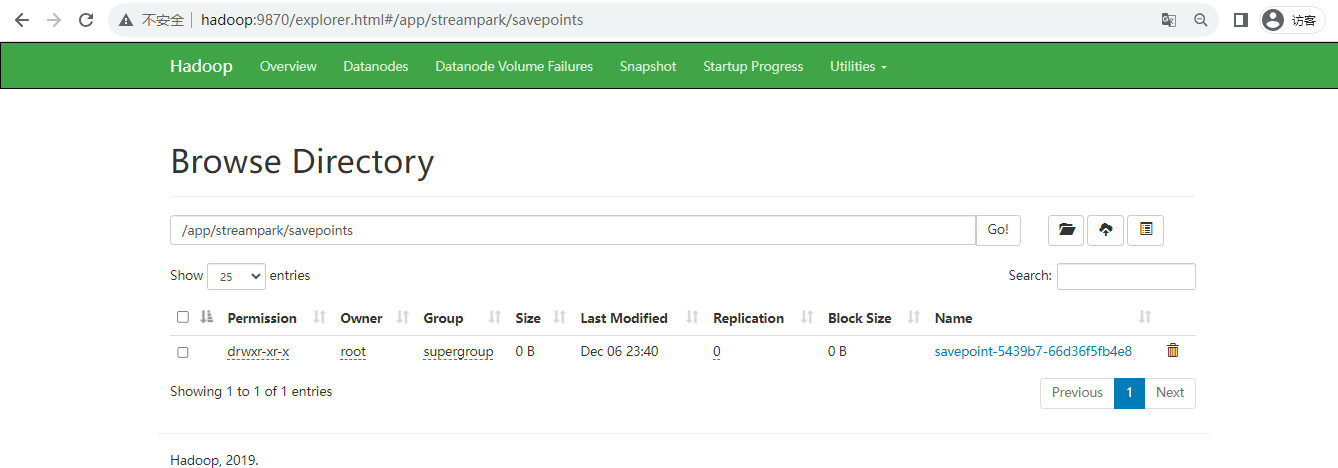 不安全 hadoop:9870/explorer.html#/app/streampark/savepoints 访客
Hadoop Overview Datanodes Datanode Volume Failures Snapshot Startup Progress Utilities
Browse Directory
/app/streampark/savepoints Go!
Show 25 entries Search:
Permission Owner Group Size Last Modified Replication Block Size Name
drwxr-xr-x root supergroup 0 B Dec 06 23:40 0 0 B savepoint-5439b7-66d36f5fb4e8
Showing 1 to 1 of 1 entries Previous 1 Next
Hadoop, 2019.